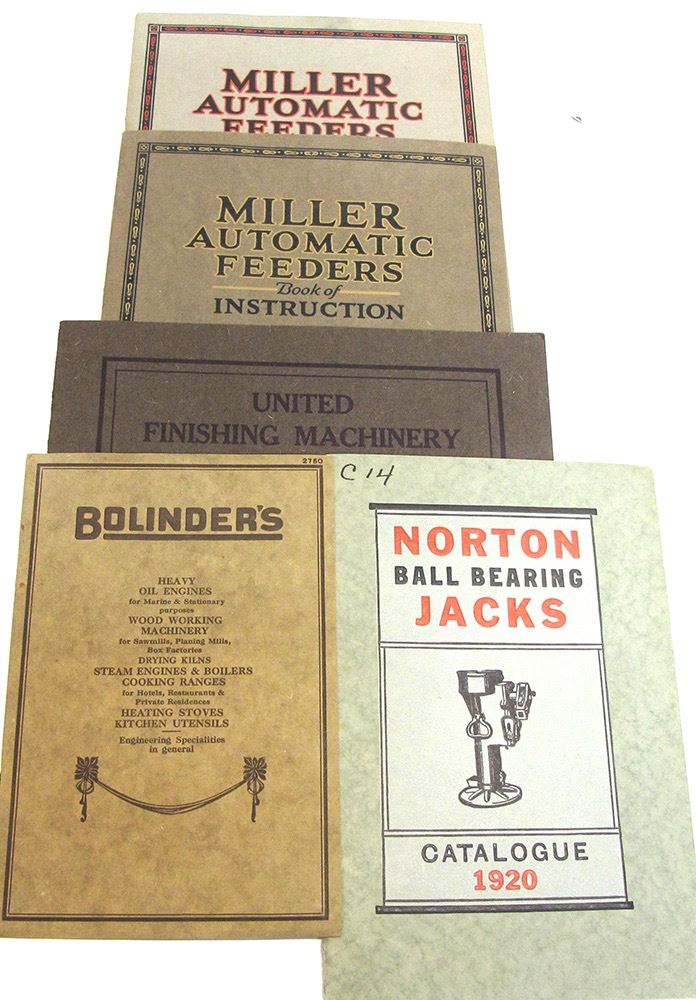 MILLER
AUTOMATIC
FEEDERS
MILLER
AUTOMATIC
FEEDERS
Book of
INSTRUCTION
UNITED
FINISHING MACHINERY
2750
BOLINDER'S
HEAVY
OIL ENGINES
for Marine & Stationary
purposes
WOOD WORKING
MACHINERY
for Sawmills, Planing Mills,
Box Factories
DRYING KILNS
STEAM ENGINES & BOILERS
COOKING RANGES
for Hotels, Restaurants &
Private Residences
HEATING STOVES
KITCHEN UTENSILS
Engineering Specialities
in general
C 14
NORTON
BALL BEARING
JACKS
CATALOGUE
1920